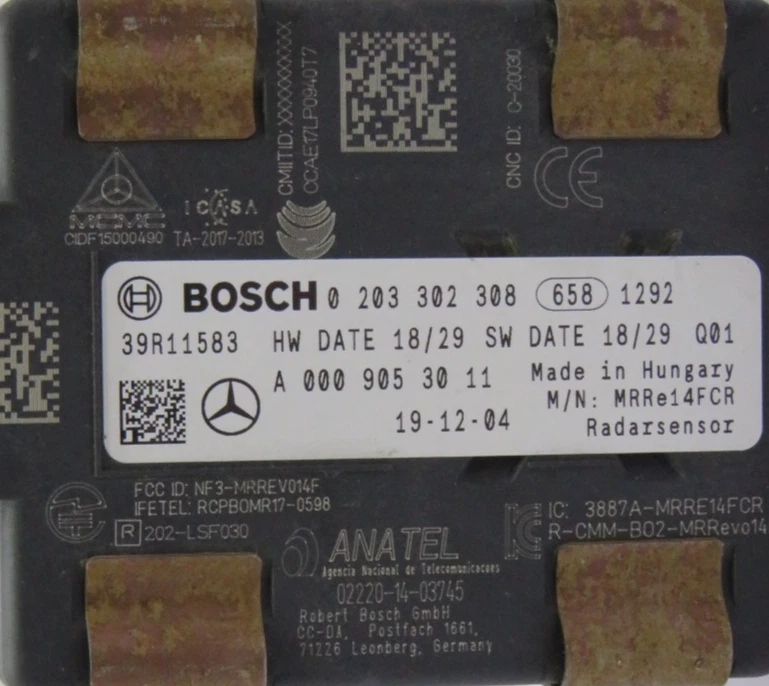 CMIITID:XXXXXXXXXX
CCAE17LP0940T7
CNC ID: C-20030
CE
ICASA
CIDF15000490 TA-2017-2013
BOSCH 0 203 302 308 658 1292
39R11583 HW DATE 18/29 SW DATE 18/29 Q01
A 000 905 30 11 Made in Hungary
M/N: MRRe14FCR
19-12-04 Radarsensor
FCC ID: NF3-MRREVO14F
IFETEL: RCPBOMR17-0598
R 202-LSF030
IC: 3887A-MRRE14FCR
R-CMM-BO2-MRRevo14
ANATEL
Agencia Nacional de Telecomunicacoes
02220-14-03745
Robert Bosch GmbH
CC-DA, Postfach 1661,
71226 Leonberg, Germany